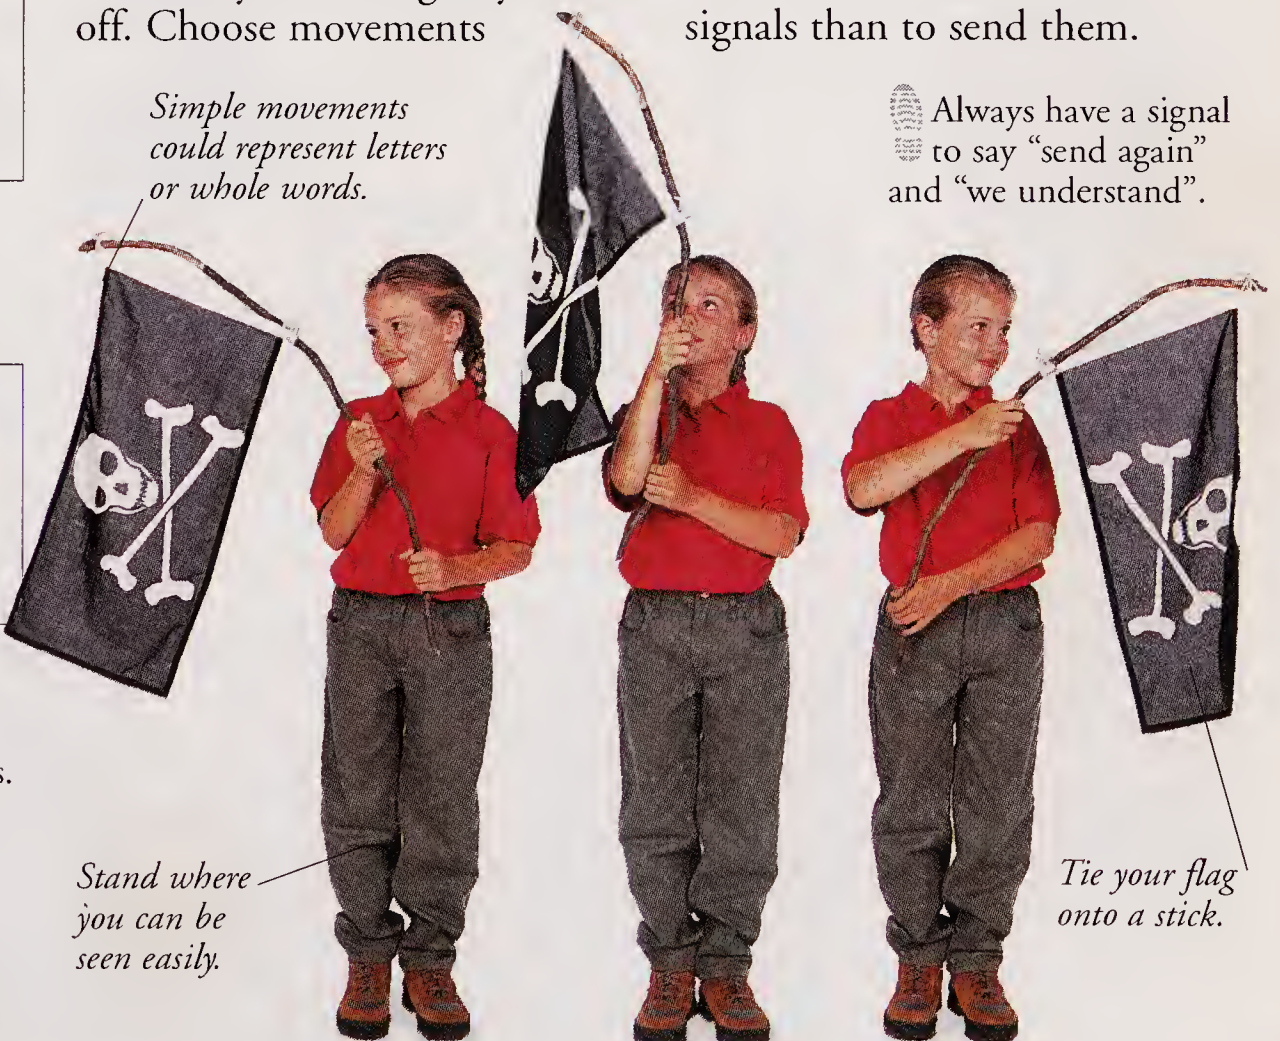 off. Choose movements
signals than to send them.
Simple movements
could represent letters
or whole words.
Always have a signal
to say “send again”
and “we understand”.
s.
Stand where
you can be
seen easily.
Tie your flag
onto a stick.